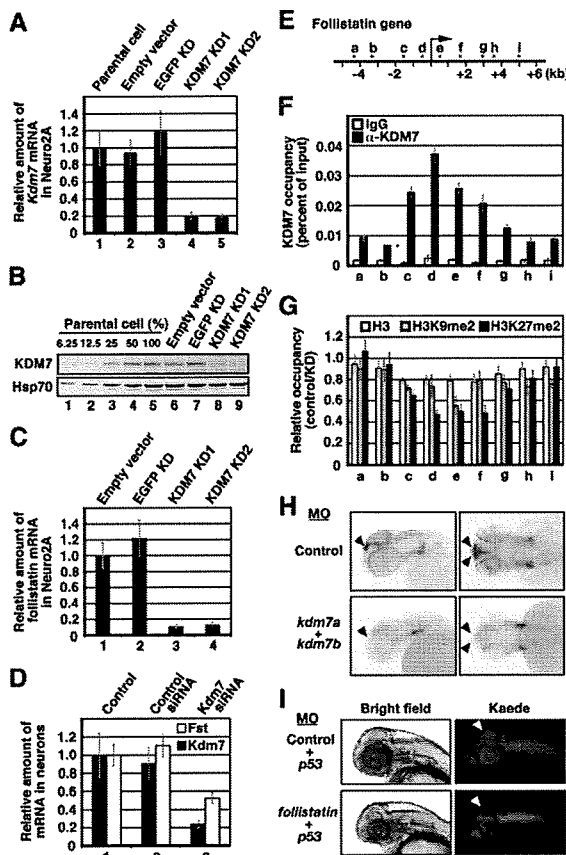 A
Parental cell
Empty vector
EGFP KD
KDM7 KD1
KDM7 KD2
Relative amount of
Kdm7 mRNA
in Neuro2A
1.4
1.2
1.0
0.8
0.6
0.4
0.2
1 2 3 4 5
B
Parental cell (%)
6.25 12.5 25 50 100
Empty vector
EGFP KD
KDM7 KD1
KDM7 KD2
KDM7
Hsp70
1 2 3 4 5 6 7 8 9
C
Empty vector
EGFP KD
KDM7 KD1
KDM7 KD2
Relative amount of
follistatin mRNA
in Neuro2A
1.4
1.2
1.0
0.8
0.6
0.4
0.2
1 2 3 4
D
Control
Control
siRNA
Kdm7
siRNA
Fst
Kdm7
Relative amount of
mRNA in neurons
1.4
1.2
1.0
0.8
0.6
0.4
0.2
E
Follistatin gene
a b c d e f g h i
-4 -2 +2 +4 +6 (kb)
F
IgG
α-KDM7
KDM7 occupancy
(percent of input)
0.04
0.03
0.02
0.01
0
a b c d e f g h i
G
H3 H3K9me2 H3K27me2
Relative occupancy
(control/KD)
1.2
1.0
0.8
0.6
0.4
0.2
0
a b c d e f g h i
H
MO
Control
kdm7a
+
kdm7b
I
Bright field Kaede
MO
Control
+
p53
follistatin
+
p53